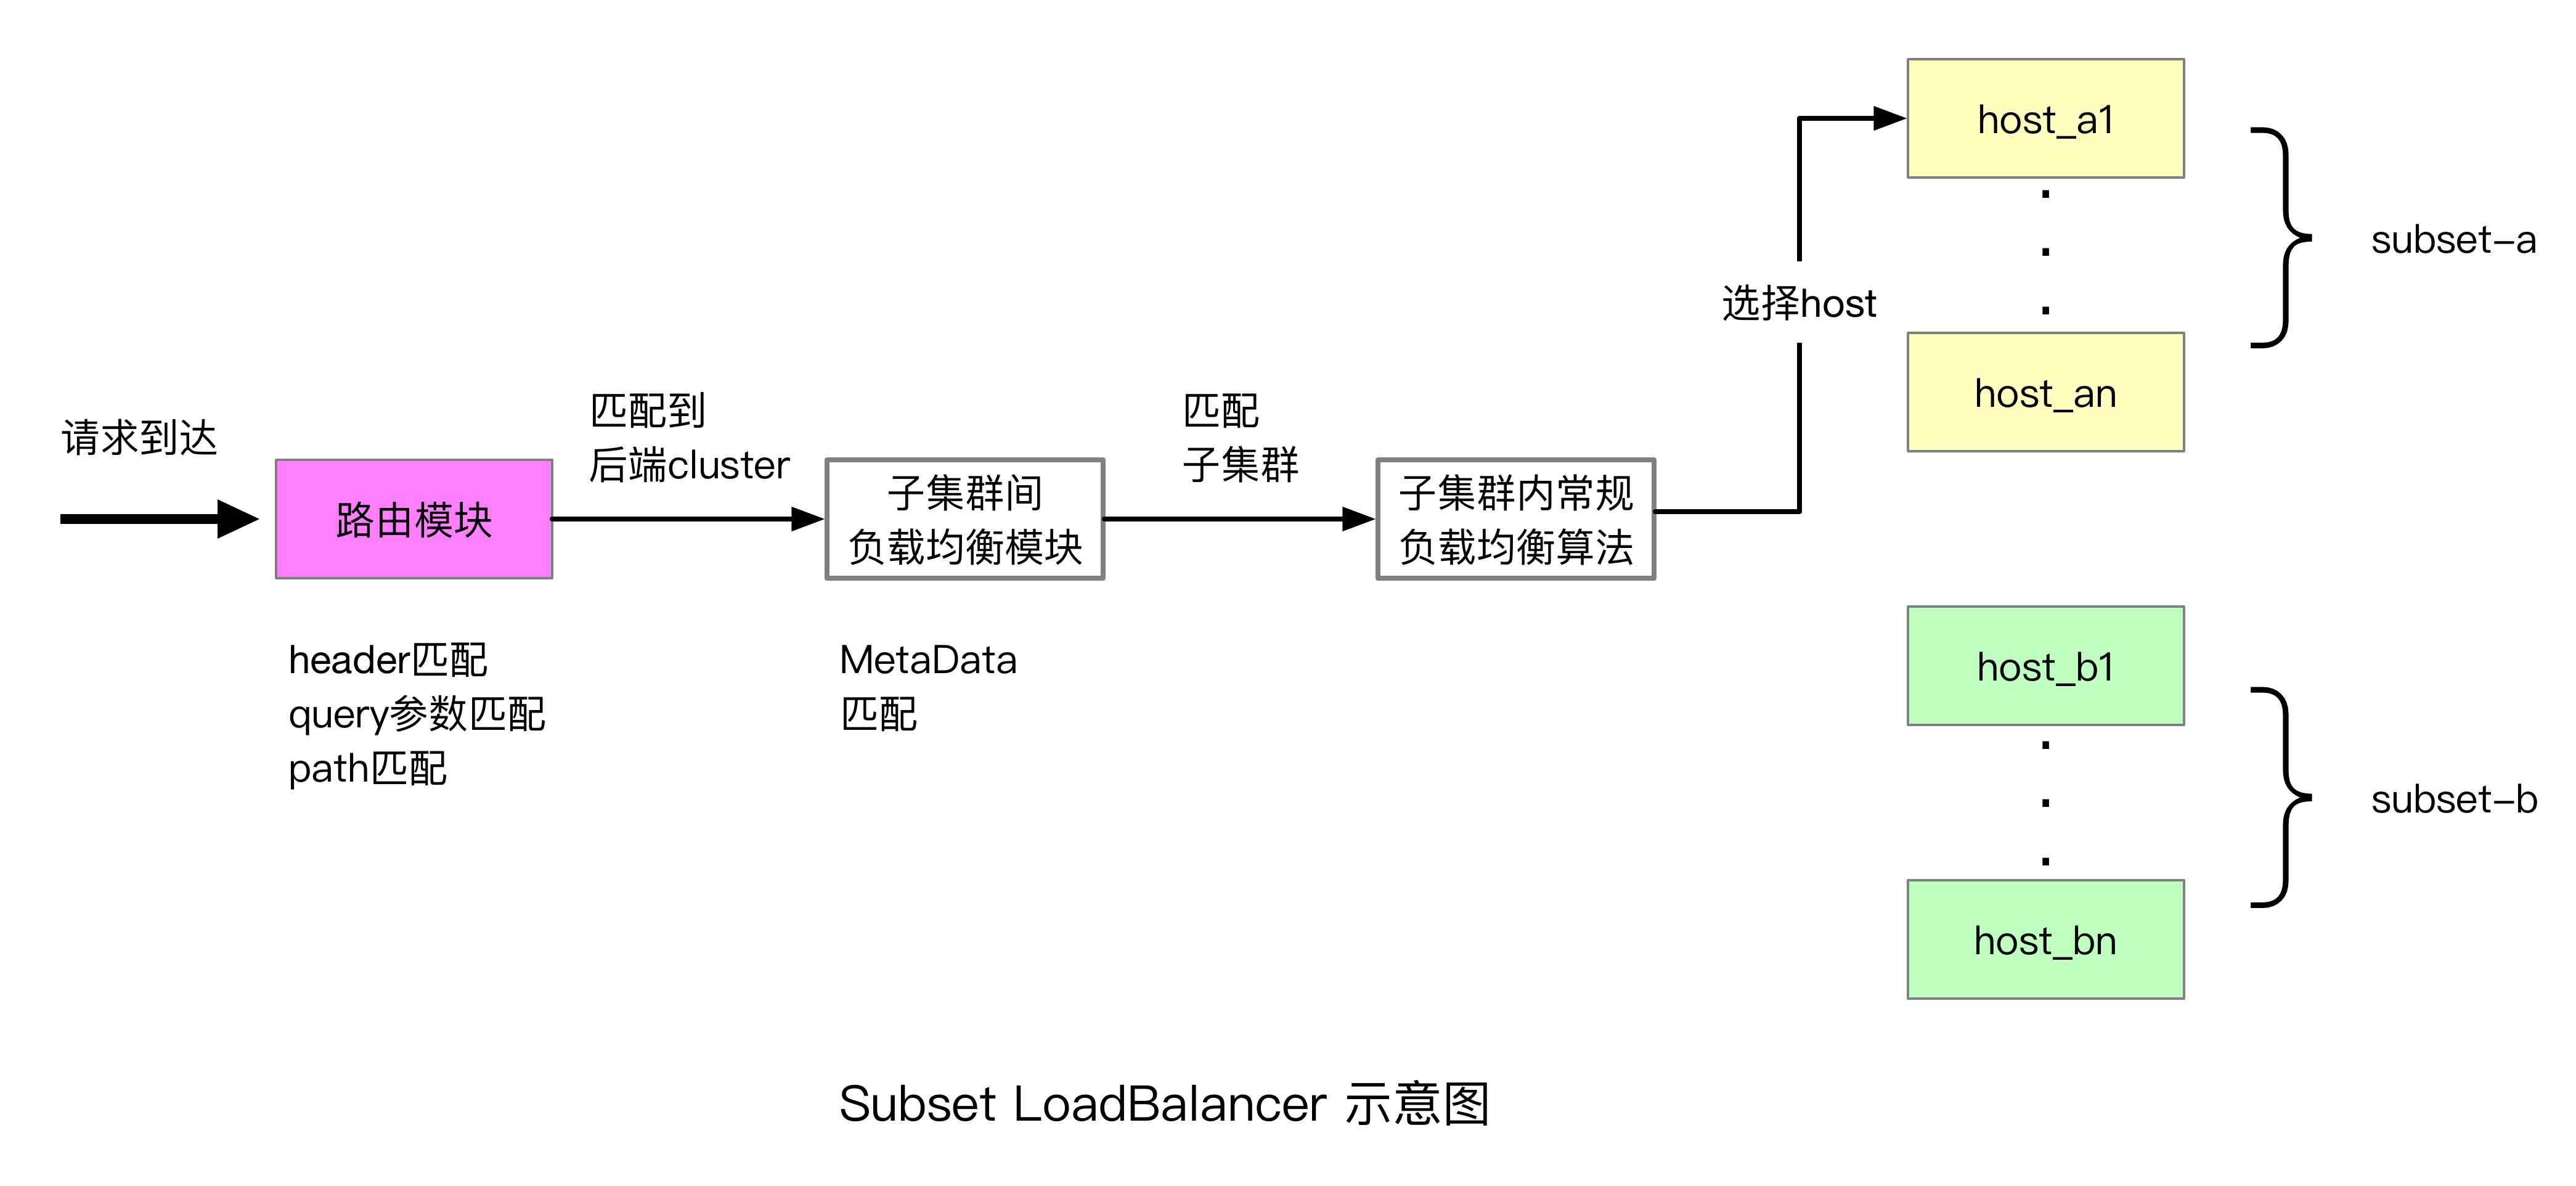 请求到达
路由模块
header匹配
query参数匹配
path匹配
匹配到
后端cluster
子集群间
负载均衡模块
MetaData
匹配
匹配
子集群
子集群内常规
负载均衡算法
选择host
host_a1
host_an
subset-a
host_b1
host_bn
subset-b
Subset LoadBalancer 示意图